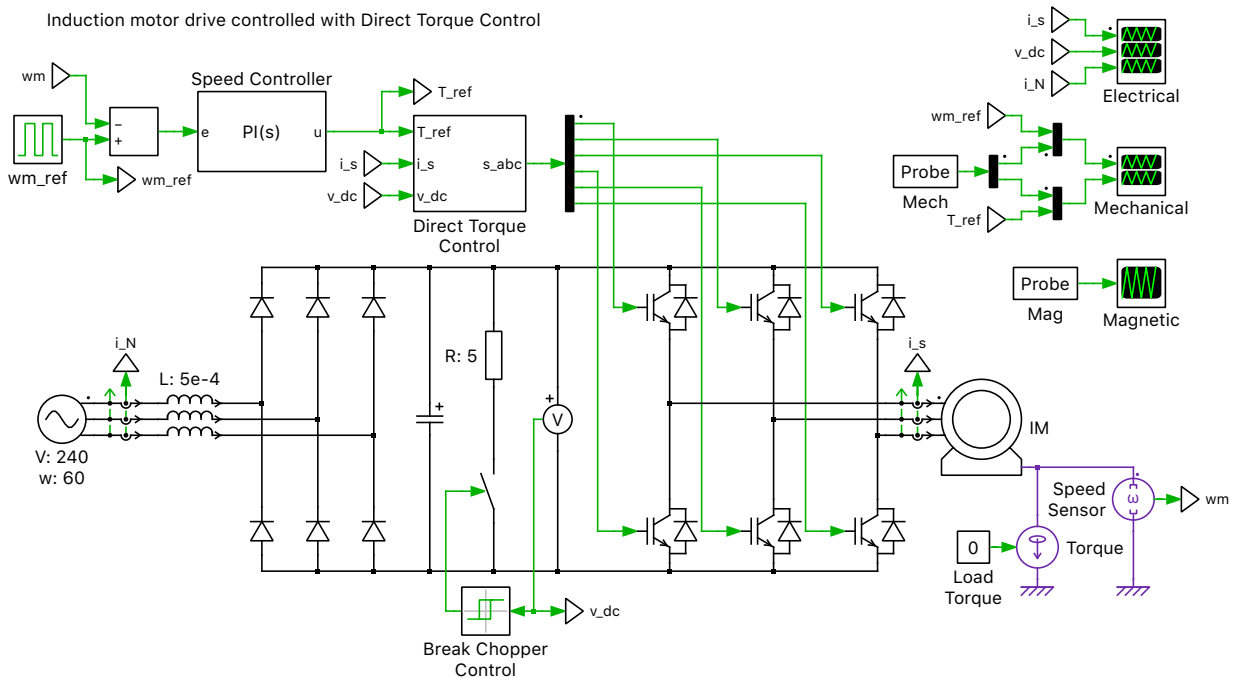 Induction motor drive controlled with Direct Torque Control
wm
wm_ref
−
+
wm_ref
Speed Controller
e
PI(s)
u
T_ref
T_ref
i_s
i_s
v_dc
v_dc
s_abc
Direct Torque
Control
i_s
v_dc
i_N
Electrical
wm_ref
Probe
Mech
T_ref
Mechanical
Probe
Mag
Magnetic
i_N
L: 5e-4
V: 240
w: 60
+
R: 5
+
V
i_s
IM
Speed
Sensor
ω
wm
0
Load
Torque
Torque
v_dc
Break Chopper
Control